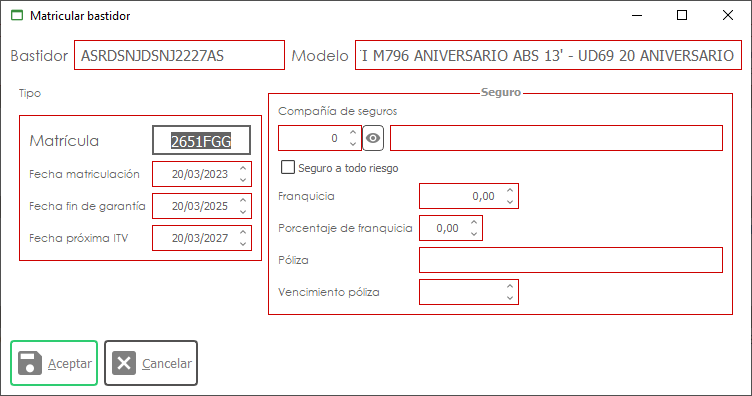 Matricular bastidor
Bastidor ASRDSNJDSNJ2227AS Modelo I M796 ANIVERSARIO ABS 13' - UD69 20 ANIVERSARIO
Tipo
Matrícula 2651FGG
Fecha matriculación 20/03/2023
Fecha fin de garantía 20/03/2025
Fecha próxima ITV 20/03/2027
Seguro
Compañía de seguros
0
Seguro a todo riesgo
Franquicia 0,00
Porcentaje de franquicia 0,00
Póliza
Vencimiento póliza
Aceptar Cancelar